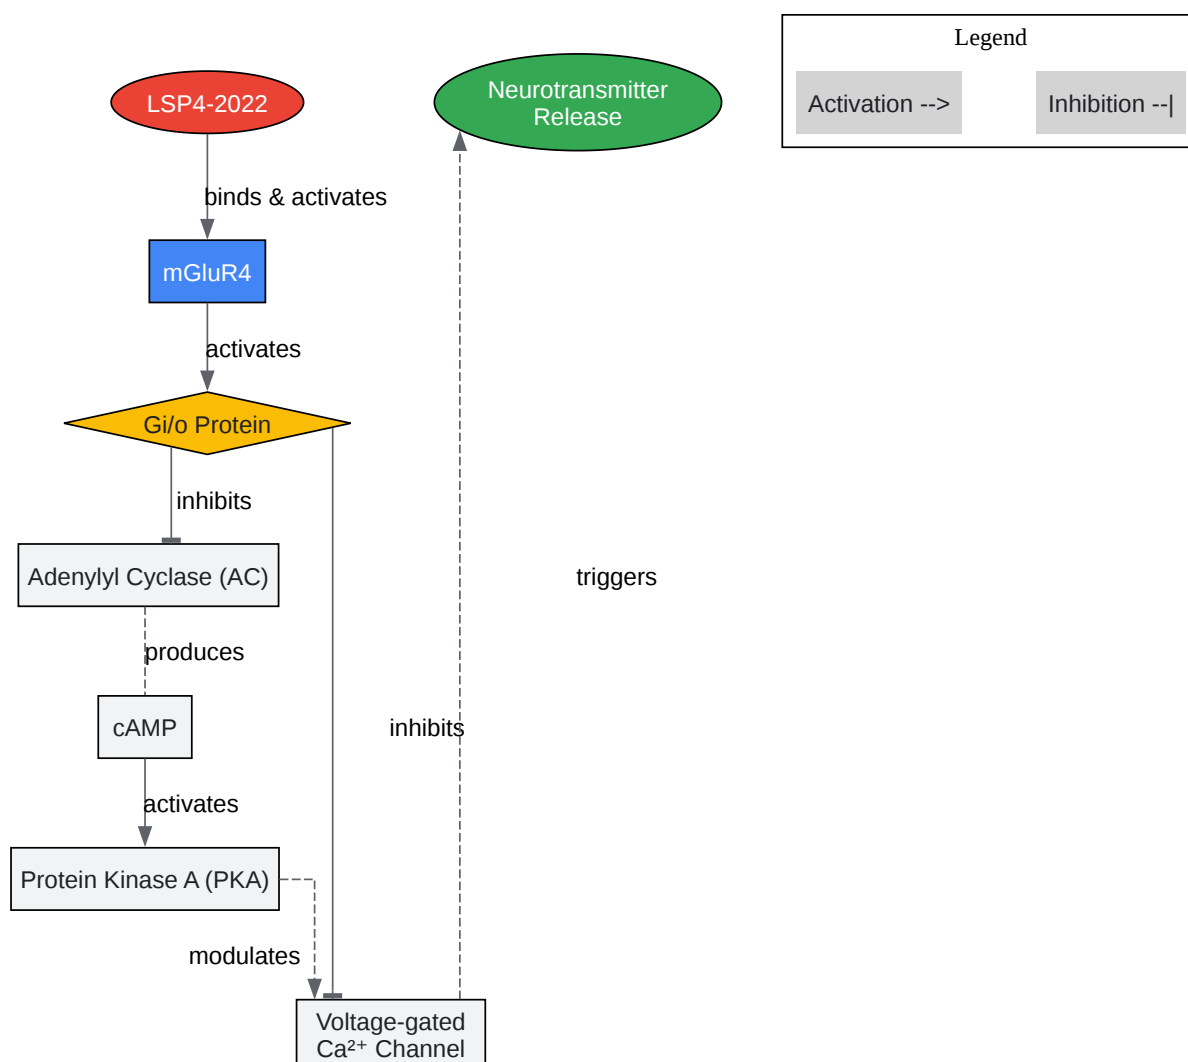 Legend
Activation -->
Inhibition --|
LSP4-2022
Neurotransmitter
Release
binds & activates
mGluR4
activates
Gi/o Protein
inhibits
Adenylyl Cyclase (AC)
triggers
produces
cAMP
inhibits
activates
Protein Kinase A (PKA)
modulates
Voltage-gated
Ca²⁺ Channel